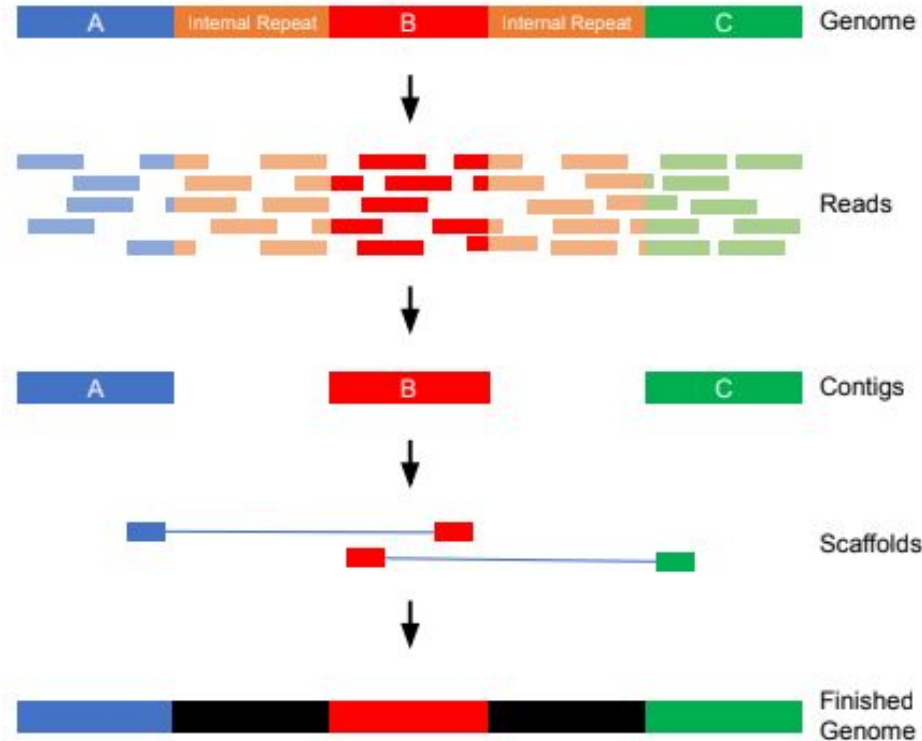 A Internal Repeat B Internal Repeat C Genome
Reads
A B C Contigs
Scaffolds
Finished
Genome